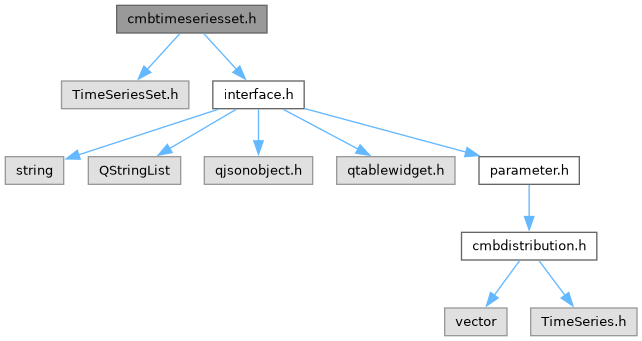 cmbtimeseriesset.h
TimeSeriesSet.h
interface.h
string
QStringList
qjsonobject.h
qtablewidget.h
parameter.h
cmbdistribution.h
vector
TimeSeries.h